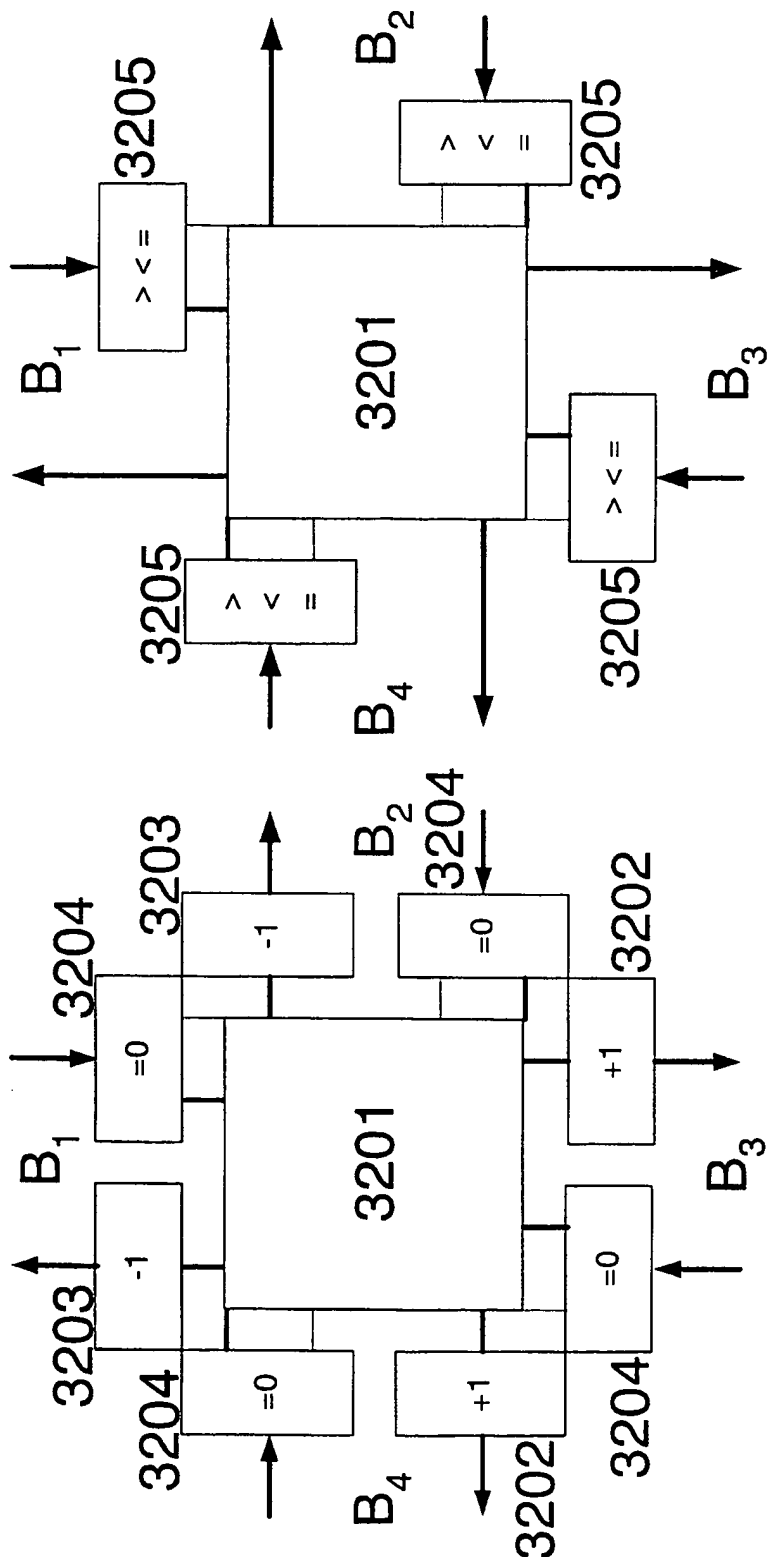 B1
3203
3204
-1
=0
3204
3203
=0
-1
B4
3201
B2
3204
+1
=0
3202
=0
+1
3204
3202
B3
B1
3205
> < =
3205
>
<
=
B4
3201
B2
>
<
=
3205
> < =
3205
B3